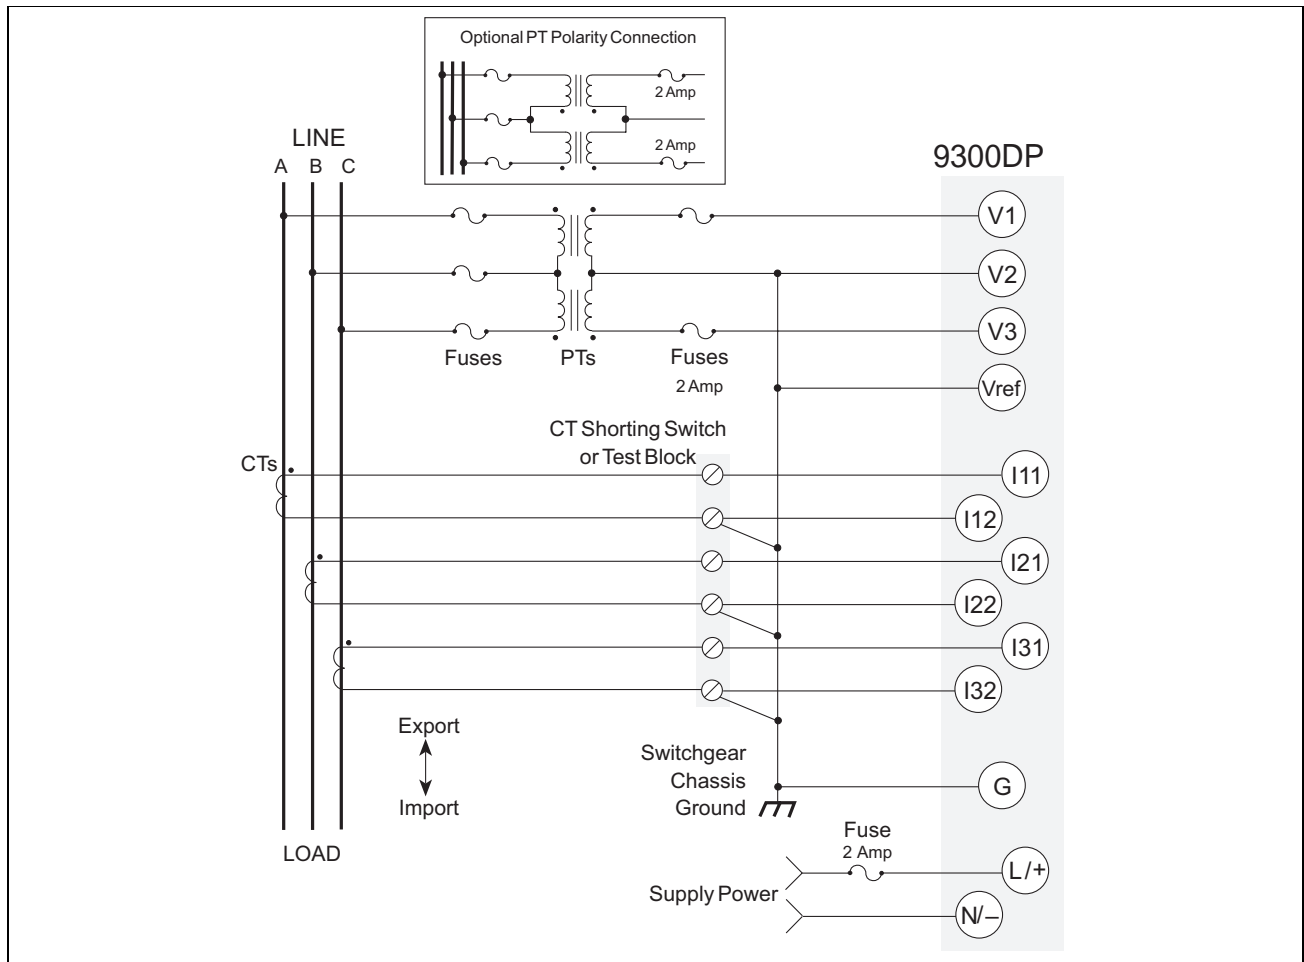 Optional PT Polarity Connection
2 Amp
2 Amp
LINE
A B C
9300DP
V1
V2
V3
Fuses PTs Fuses
2 Amp
Vref
CT Shorting Switch
or Test Block
CTs
I11
I12
I21
I22
I31
I32
Export
Import
Switchgear
Chassis
Ground
G
LOAD
Fuse
2 Amp
L/+
Supply Power
N/–